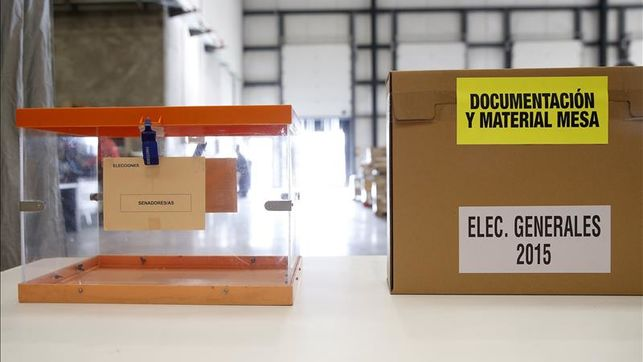 ELECCIONES
SENADORES/AS
DOCUMENTACIÓN
Y MATERIAL MESA
ELEC. GENERALES
2015